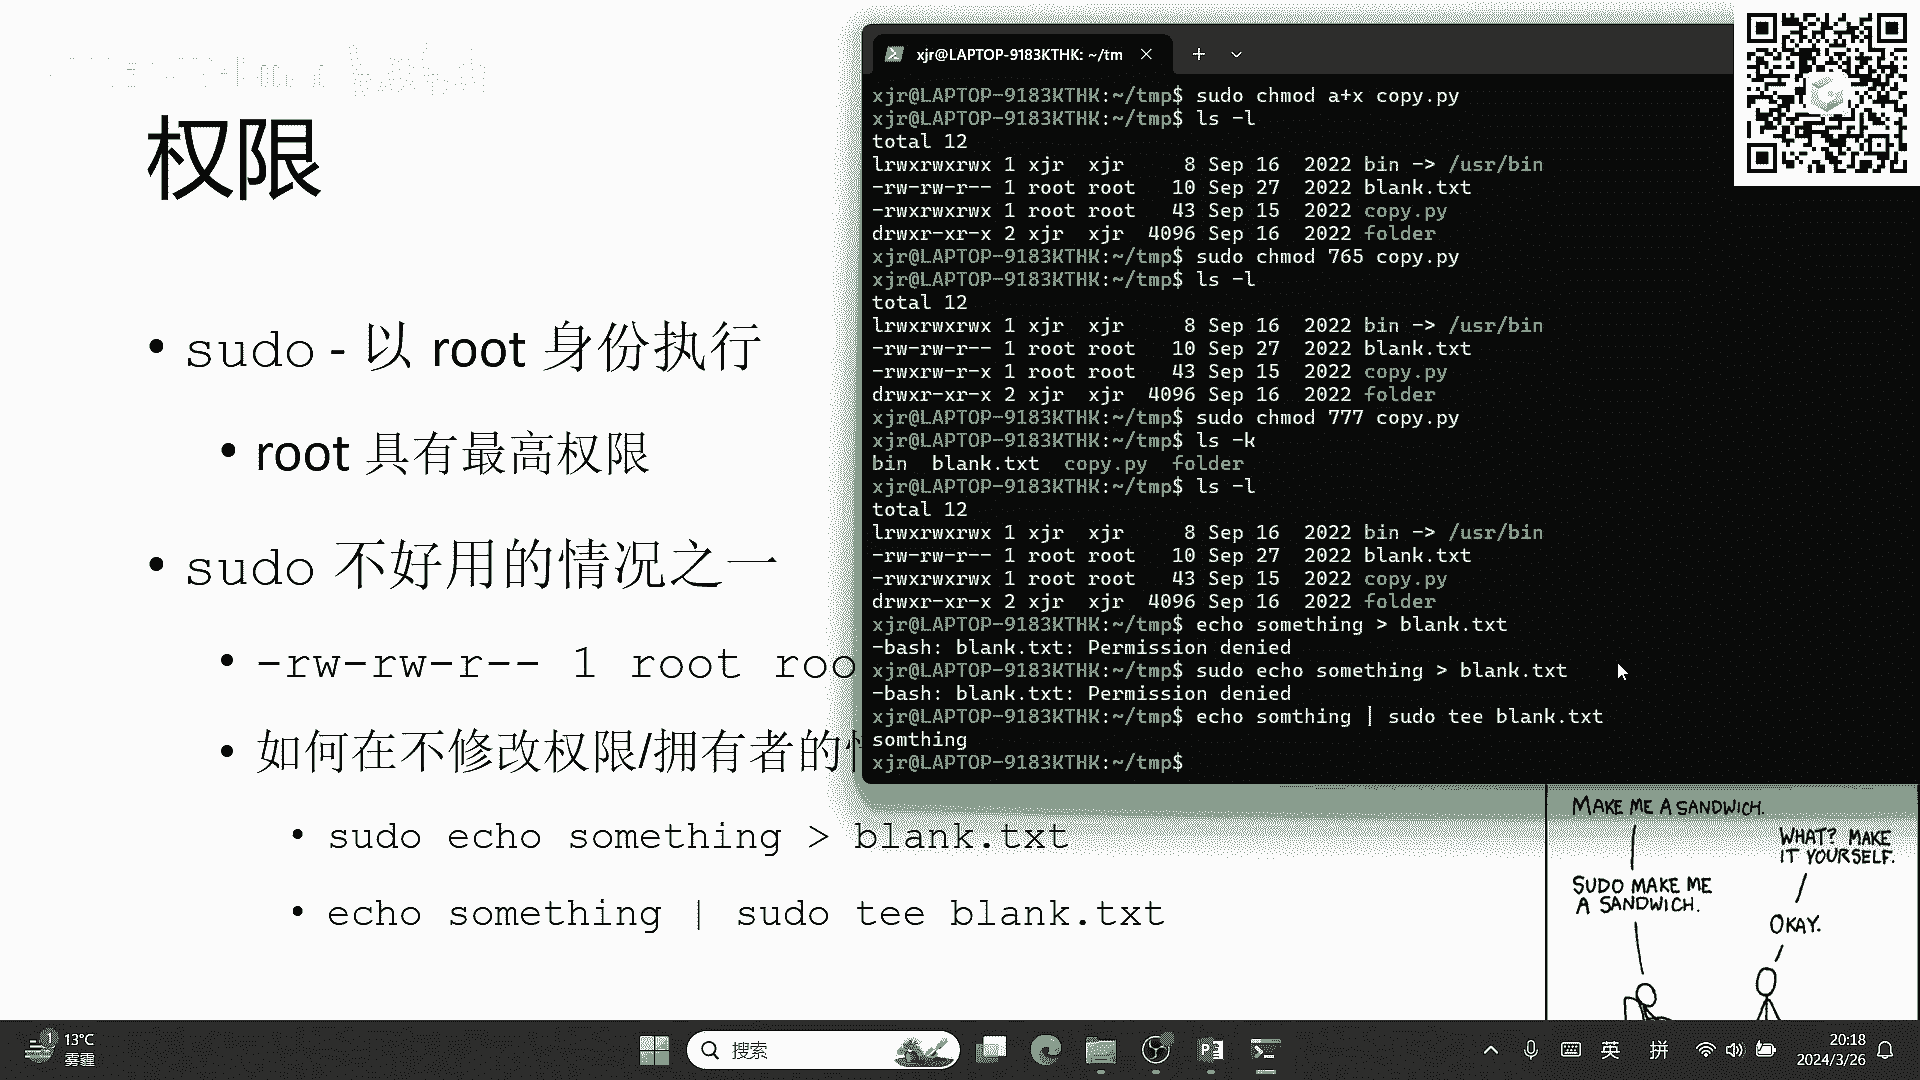 权限
• sudo - 以 root 身份执行
• root 具有最高权限
• sudo 不好用的情况之一
• -rw-rw-r-- 1 root roo
• 如何在不修改权限/拥有者的
• sudo echo something > blank.txt
• echo something | sudo tee blank.txt
xjr@LAPTOP-9183KTHK: ~/tm
xjr@LAPTOP-9183KTHK:~/tmp$ sudo chmod a+x copy.py
xjr@LAPTOP-9183KTHK:~/tmp$ ls -l
total 12
lrwxrwxrwx 1 xjr  xjr     8 Sep 16  2022 bin -> /usr/bin
-rw-rw-r-- 1 root root   10 Sep 27  2022 blank.txt
-rwxrwxrwx 1 root root   43 Sep 15  2022 copy.py
drwxr-xr-x 2 xjr  xjr  4096 Sep 16  2022 folder
xjr@LAPTOP-9183KTHK:~/tmp$ sudo chmod 765 copy.py
xjr@LAPTOP-9183KTHK:~/tmp$ ls -l
total 12
lrwxrwxrwx 1 xjr  xjr     8 Sep 16  2022 bin -> /usr/bin
-rw-rw-r-- 1 root root   10 Sep 27  2022 blank.txt
-rwxrw-r-x 1 root root   43 Sep 15  2022 copy.py
drwxr-xr-x 2 xjr  xjr  4096 Sep 16  2022 folder
xjr@LAPTOP-9183KTHK:~/tmp$ sudo chmod 777 copy.py
xjr@LAPTOP-9183KTHK:~/tmp$ ls -k
bin  blank.txt  copy.py  folder
xjr@LAPTOP-9183KTHK:~/tmp$ ls -l
total 12
lrwxrwxrwx 1 xjr  xjr     8 Sep 16  2022 bin -> /usr/bin
-rw-rw-r-- 1 root root   10 Sep 27  2022 blank.txt
-rwxrwxrwx 1 root root   43 Sep 15  2022 copy.py
drwxr-xr-x 2 xjr  xjr  4096 Sep 16  2022 folder
xjr@LAPTOP-9183KTHK:~/tmp$ echo something > blank.txt
-bash: blank.txt: Permission denied
xjr@LAPTOP-9183KTHK:~/tmp$ sudo echo something > blank.txt
-bash: blank.txt: Permission denied
xjr@LAPTOP-9183KTHK:~/tmp$ echo somthing | sudo tee blank.txt
somthing
xjr@LAPTOP-9183KTHK:~/tmp$
MAKE ME A SANDWICH.
WHAT? MAKE
IT YOURSELF.
SUDO MAKE ME
A SANDWICH.
OKAY.
1
13°C
雾霾
搜索
英
拼
20:18
2024/3/26